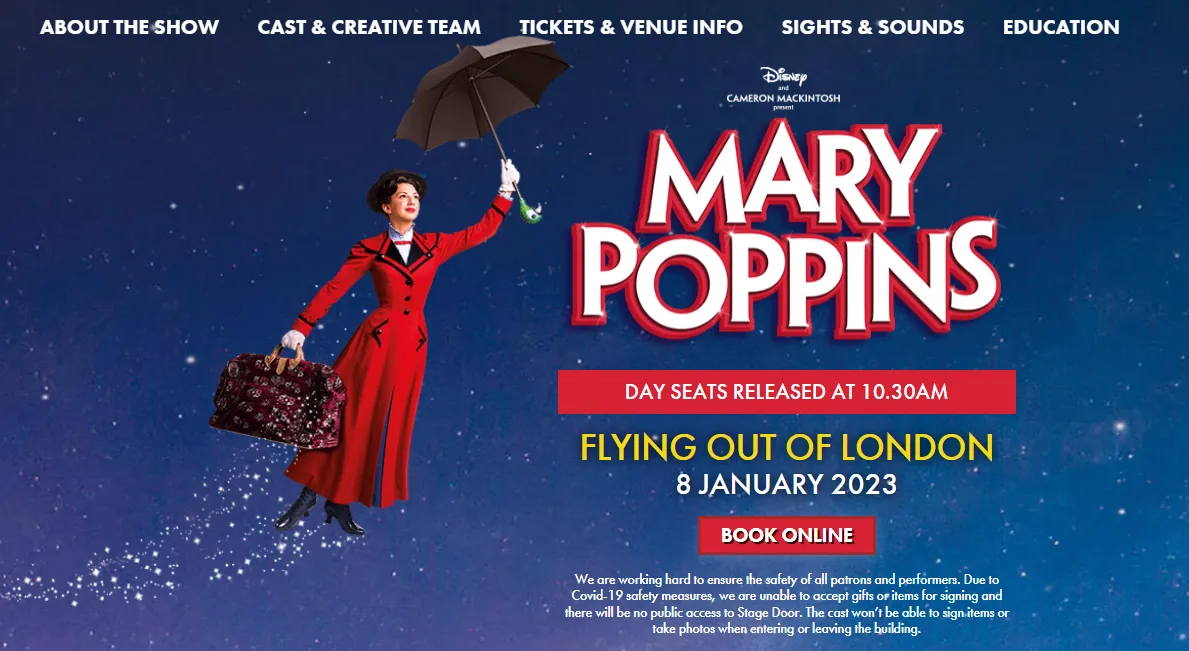 ABOUT THE SHOW
CAST & CREATIVE TEAM
TICKETS & VENUE INFO
SIGHTS & SOUNDS
EDUCATION
Disney
and
CAMERON MACKINTOSH
present
MARY
POPPINS
DAY SEATS RELEASED AT 10.30AM
FLYING OUT OF LONDON
8 JANUARY 2023
BOOK ONLINE
We are working hard to ensure the safety of all patrons and performers. Due to
Covid-19 safety measures, we are unable to accept gifts or items for signing and
there will be no public access to Stage Door. The cast won't be able to sign items or
take photos when entering or leaving the building.